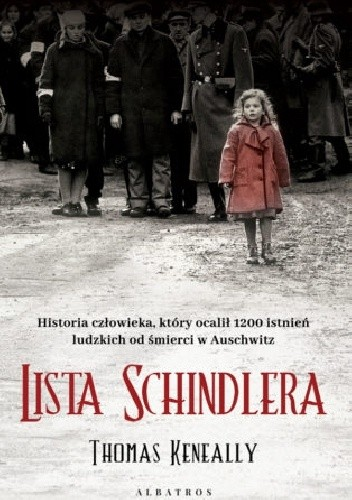 Historia człowieka, który ocalił 1200 istnień
ludzkich od śmierci w Auschwitz
LISTA SCHINDLERA
THOMAS KENEALLY
ALBATROS